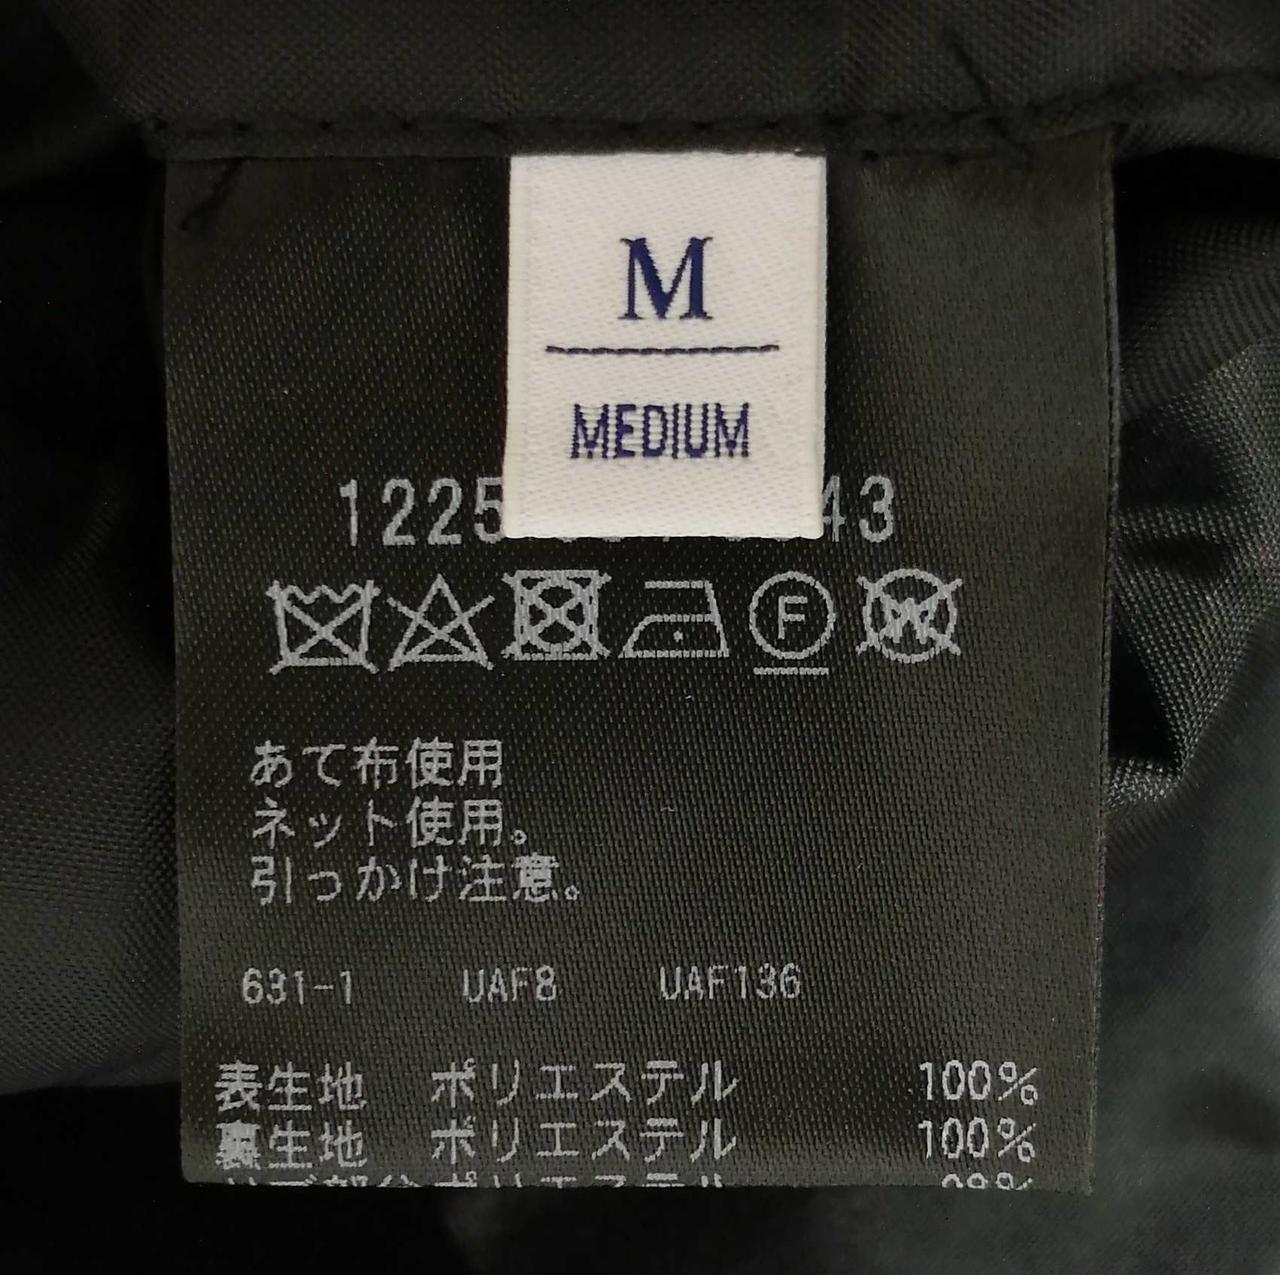 M
MEDIUM
1225 43
F
W
あて布使用
ネット使用。
引っかけ注意。
631-1 UAF8 UAF136
表生地 ポリエステル 100%
裏生地 ポリエステル 100%